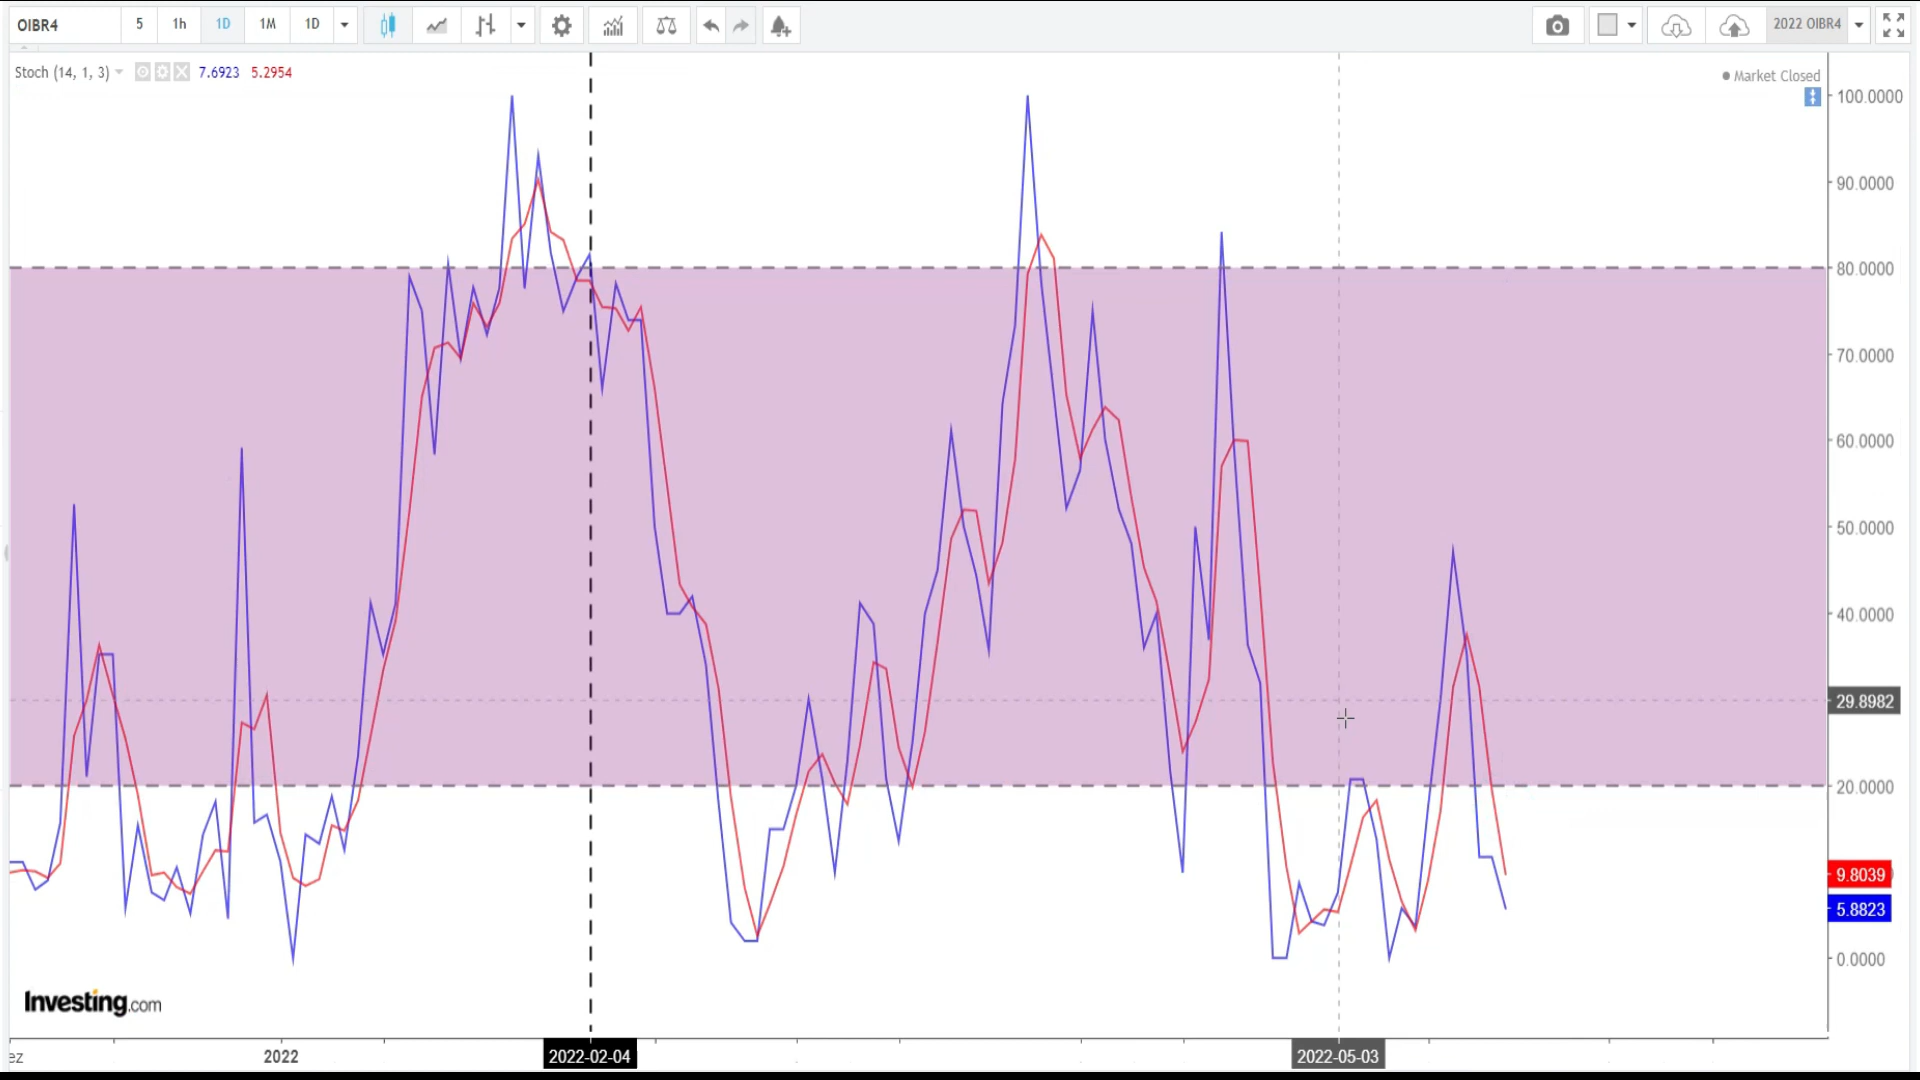 OIBR4 5 1h 1D 1M 1D 2022 OIBR4
Stoch (14, 1, 3) 7.6923 5.2954
Market Closed
100.0000
90.0000
80.0000
70.0000
60.0000
50.0000
40.0000
29.8982
20.0000
9.8039
5.8823
0.0000
Investing.com
ez 2022 2022-02-04 2022-05-03